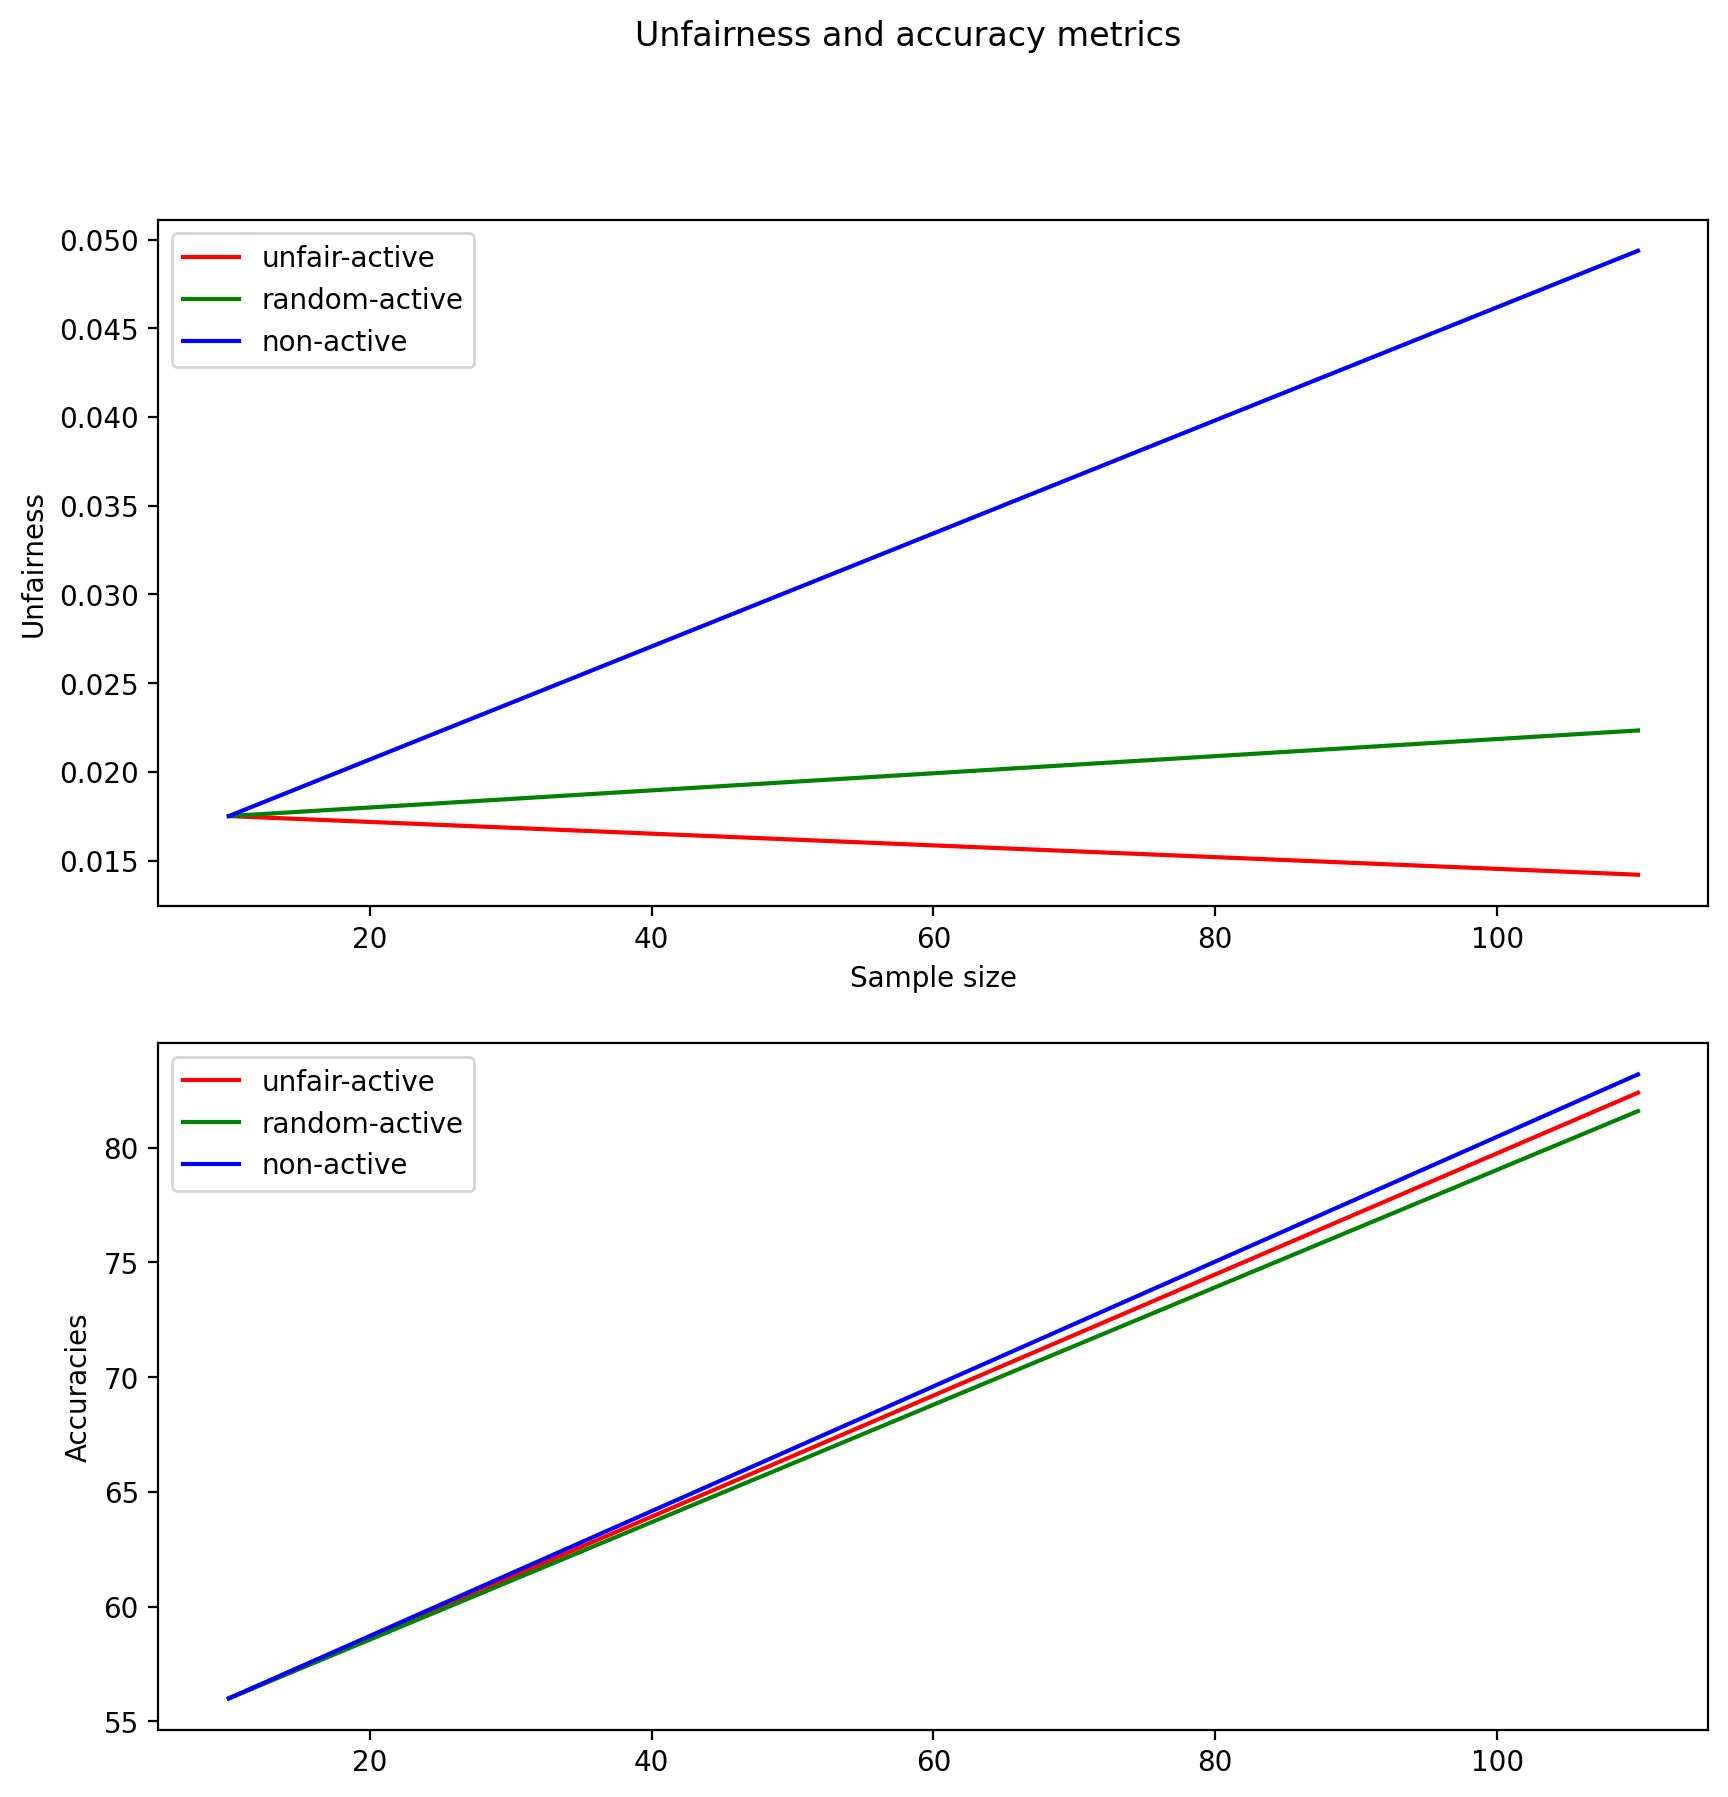 Unfairness and accuracy metrics
0.050
0.045
0.040
0.035
0.030
0.025
0.020
0.015
Unfairness
unfair-active
random-active
non-active
20 40 60 80 100
Sample size
80
75
70
65
60
55
Accuracies
unfair-active
random-active
non-active
20 40 60 80 100